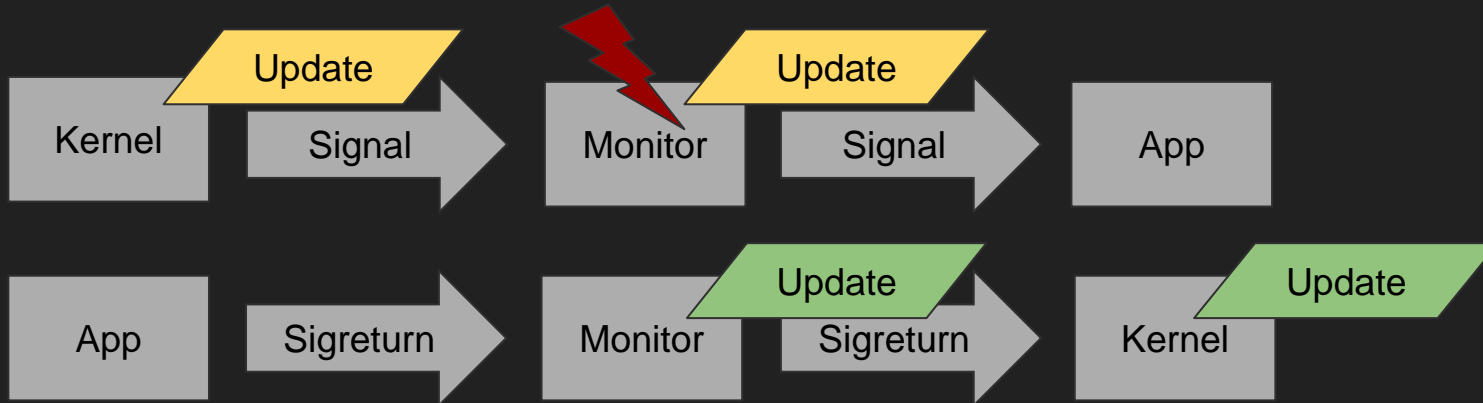 Update
Update
Kernel
Signal
Monitor
Signal
App
Update
Update
App
Sigreturn
Monitor
Sigreturn
Kernel